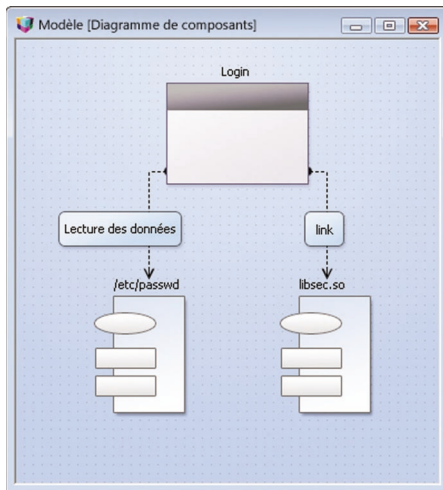 Modèle [Diagramme de composants]
Login
Lecture des données
link
/etc/passwd
libsec.so